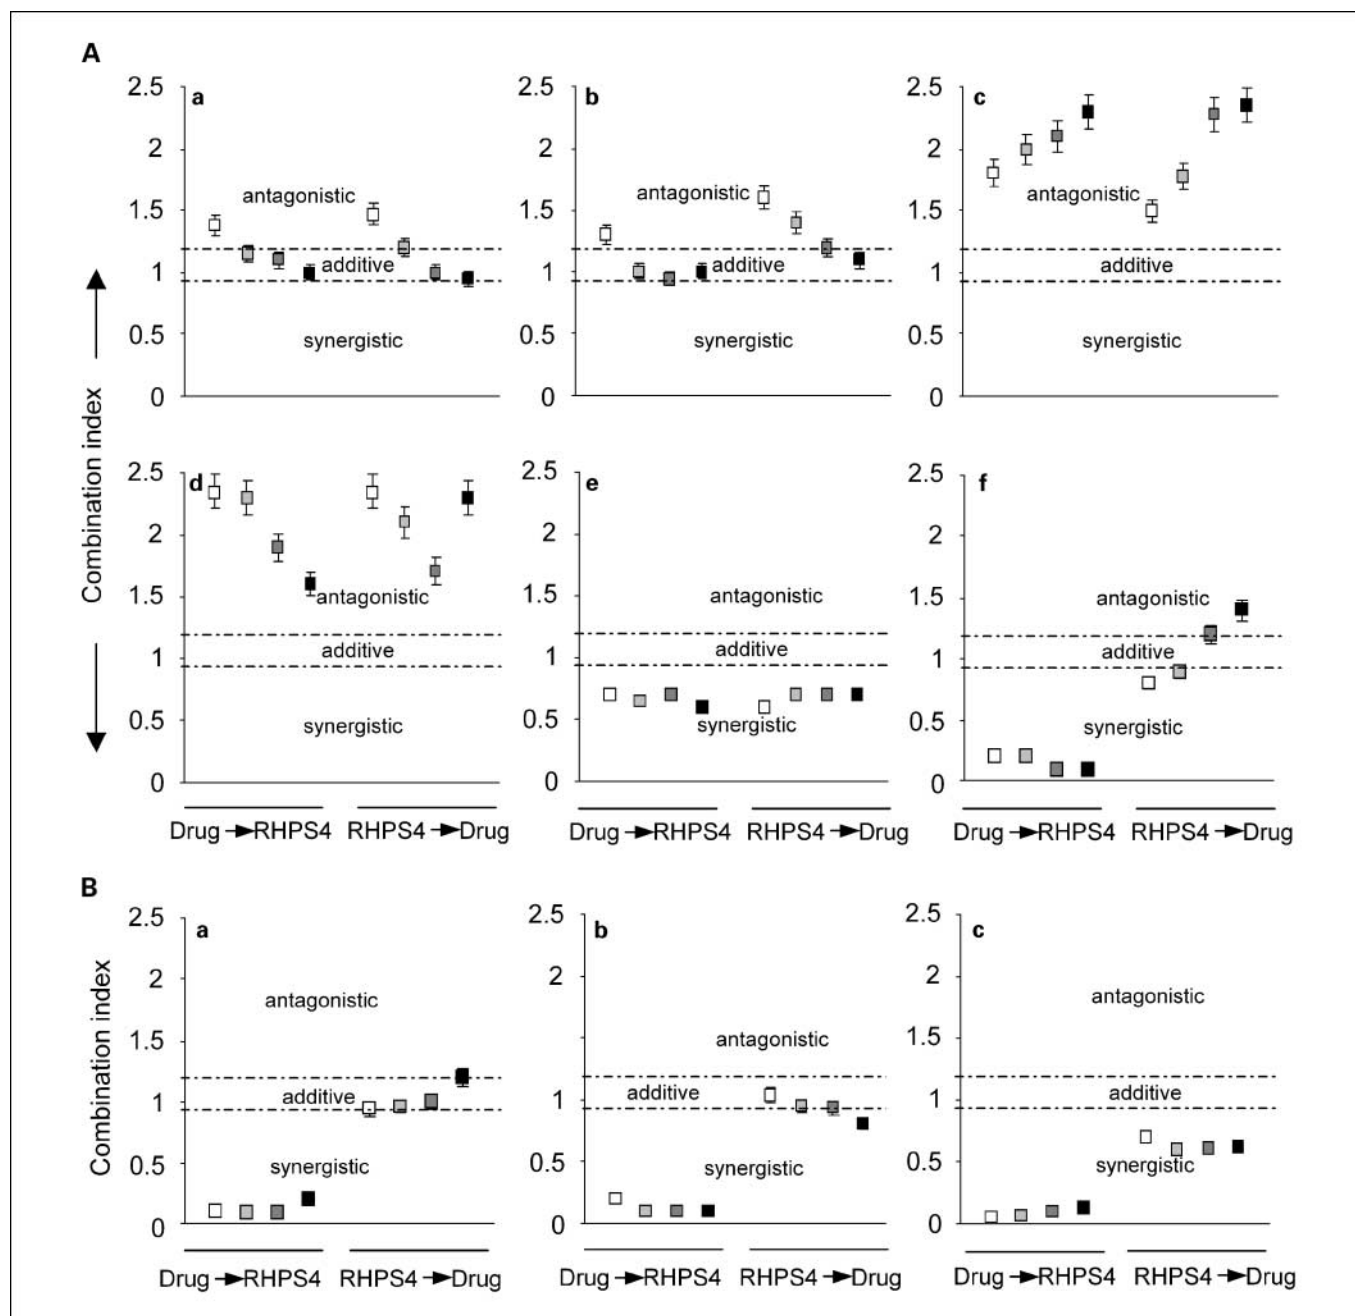 A
a
2.5
2
1.5
1
0.5
0
antagonistic
additive
synergistic
b
2.5
2
1.5
1
0.5
0
antagonistic
additive
synergistic
c
2.5
2
1.5
1
0.5
0
antagonistic
additive
synergistic
Combination index
d
2.5
2
1.5
1
0.5
0
antagonistic
additive
synergistic
Drug RHPS4 RHPS4 Drug
e
2.5
2
1.5
1
0.5
0
antagonistic
additive
synergistic
Drug RHPS4 RHPS4 Drug
f
2.5
2
1.5
1
0.5
0
antagonistic
additive
synergistic
Drug RHPS4 RHPS4 Drug
B
Combination index
a
2.5
2
1.5
1
0.5
0
antagonistic
additive
synergistic
Drug RHPS4 RHPS4 Drug
b
2.5
2
1.5
1
0.5
0
antagonistic
additive
synergistic
Drug RHPS4 RHPS4 Drug
c
2.5
2
1.5
1
0.5
0
antagonistic
additive
synergistic
Drug RHPS4 RHPS4 Drug